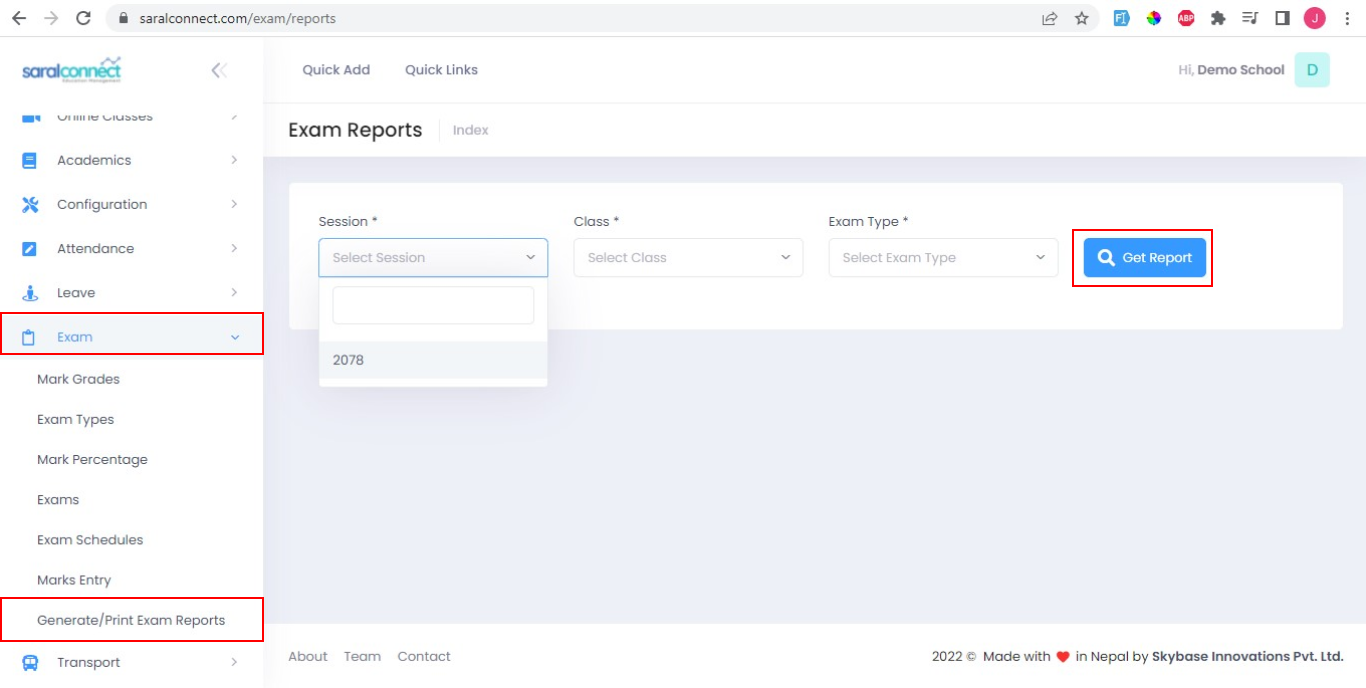 saralconnect.com/exam/reports
ABP
J
saralconnect
Education Management
Quick Add
Quick Links
Hi, Demo School
D
Online Classes
Academics
Configuration
Attendance
Leave
Exam
Mark Grades
Exam Types
Mark Percentage
Exams
Exam Schedules
Marks Entry
Generate/Print Exam Reports
Transport
Exam Reports
Index
Session *
Class *
Exam Type *
Select Session
Select Class
Select Exam Type
Get Report
2078
About
Team
Contact
2022 © Made with ❤ in Nepal by Skybase Innovations Pvt. Ltd.